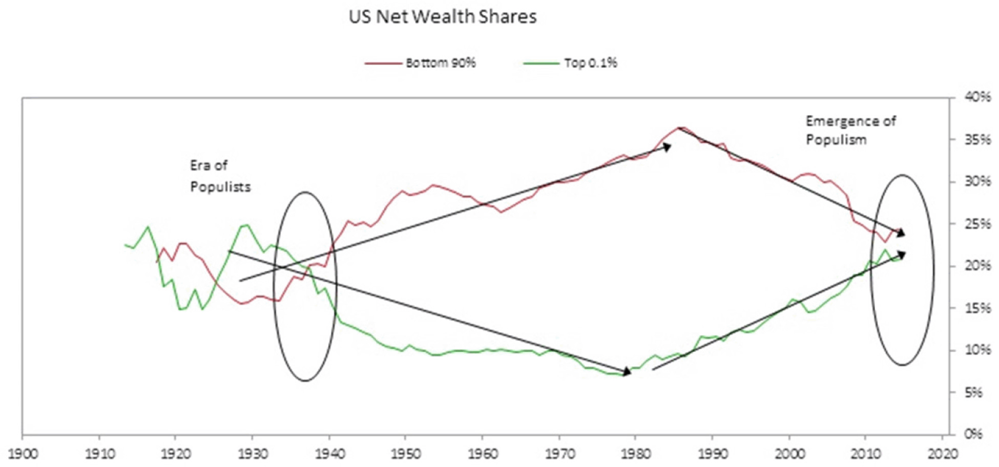 US Net Wealth Shares
Bottom 90% Top 0.1%
40%
Emergence of
Populism
35%
Era of
Populists
30%
25%
20%
15%
10%
5%
0%
1900 1910 1920 1930 1940 1950 1960 1970 1980 1990 2000 2010 2020